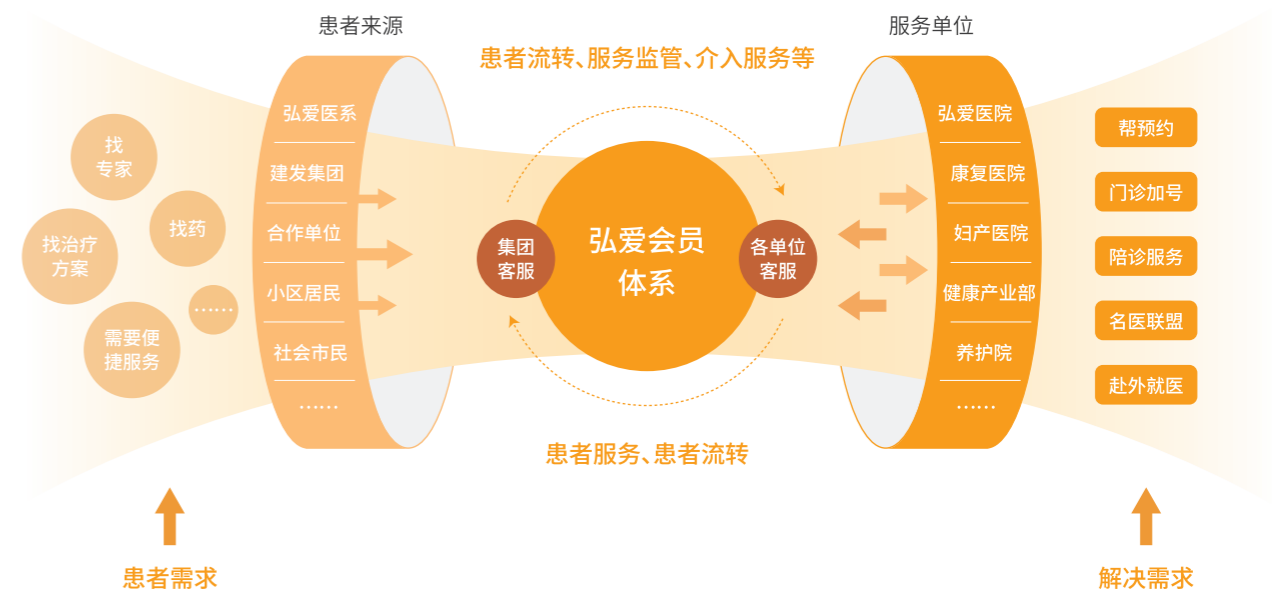 患者来源
服务单位
患者流转、服务监管、介入服务等
找
专家
找药
找治疗
方案
……
需要便
捷服务
弘爱医系
建发集团
合作单位
小区居民
社会市民
……
集团
客服
弘爱会员
体系
各单位
客服
弘爱医院
康复医院
妇产医院
健康产业部
养护院
……
帮预约
门诊加号
陪诊服务
名医联盟
赴外就医
患者服务、患者流转
患者需求
解决需求